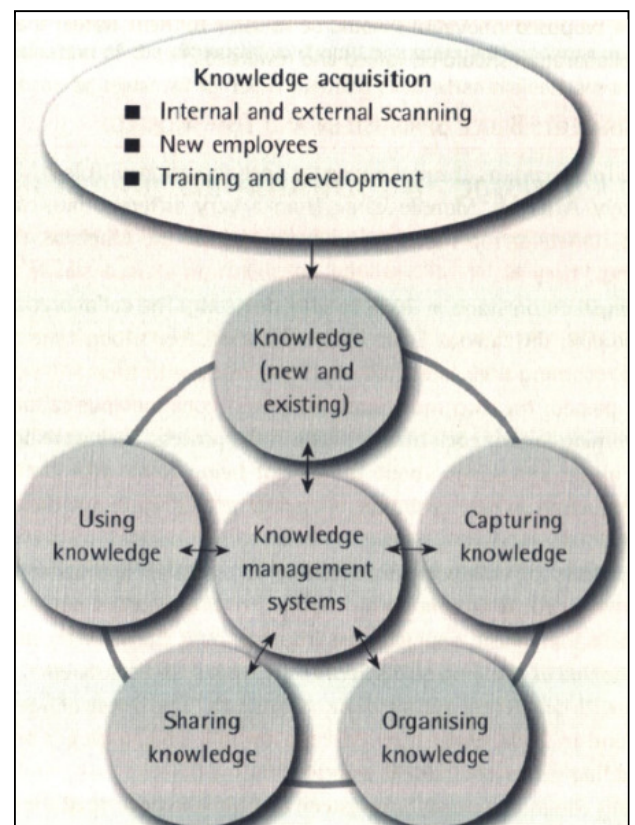 Knowledge acquisition
■ Internal and external scanning
■ New employees
■ Training and development
Knowledge
(new and
existing)
Using
knowledge
Knowledge
management
systems
Capturing
knowledge
Sharing
knowledge
Organising
knowledge